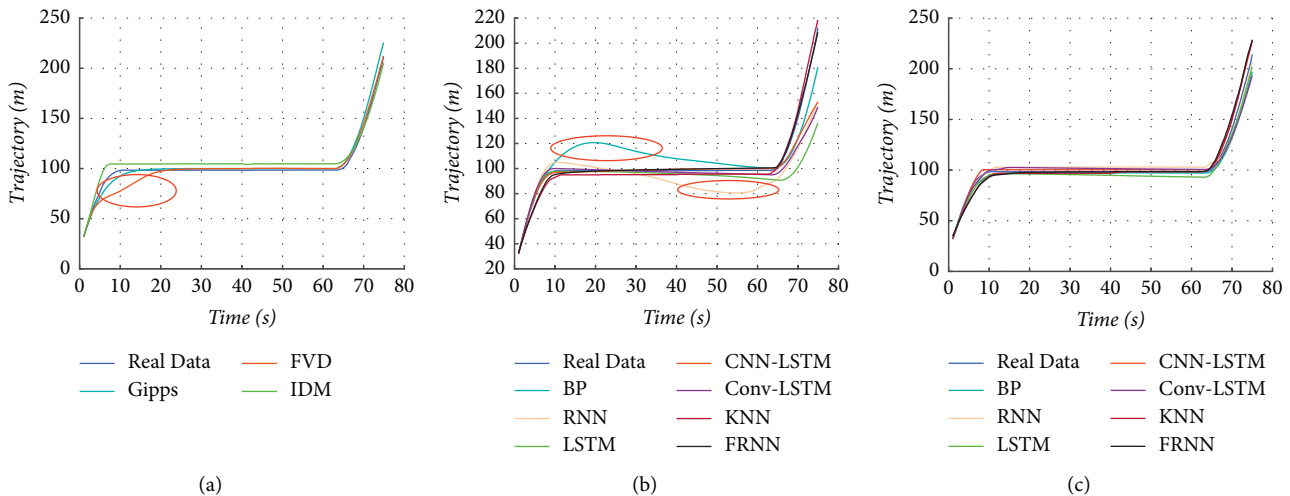 250
200
150
100
50
0
Trajectory (m)
0 10 20 30 40 50 60 70 80
Time (s)
Real Data FVD
Gipps IDM
(a)
220
200
180
160
140
120
100
80
60
40
20
Trajectory (m)
0 10 20 30 40 50 60 70 80
Time (s)
Real Data CNN-LSTM
BP Conv-LSTM
RNN KNN
LSTM FRNN
(b)
250
200
150
100
50
0
Trajectory (m)
0 10 20 30 40 50 60 70 80
Time (s)
Real Data CNN-LSTM
BP Conv-LSTM
RNN KNN
LSTM FRNN
(c)